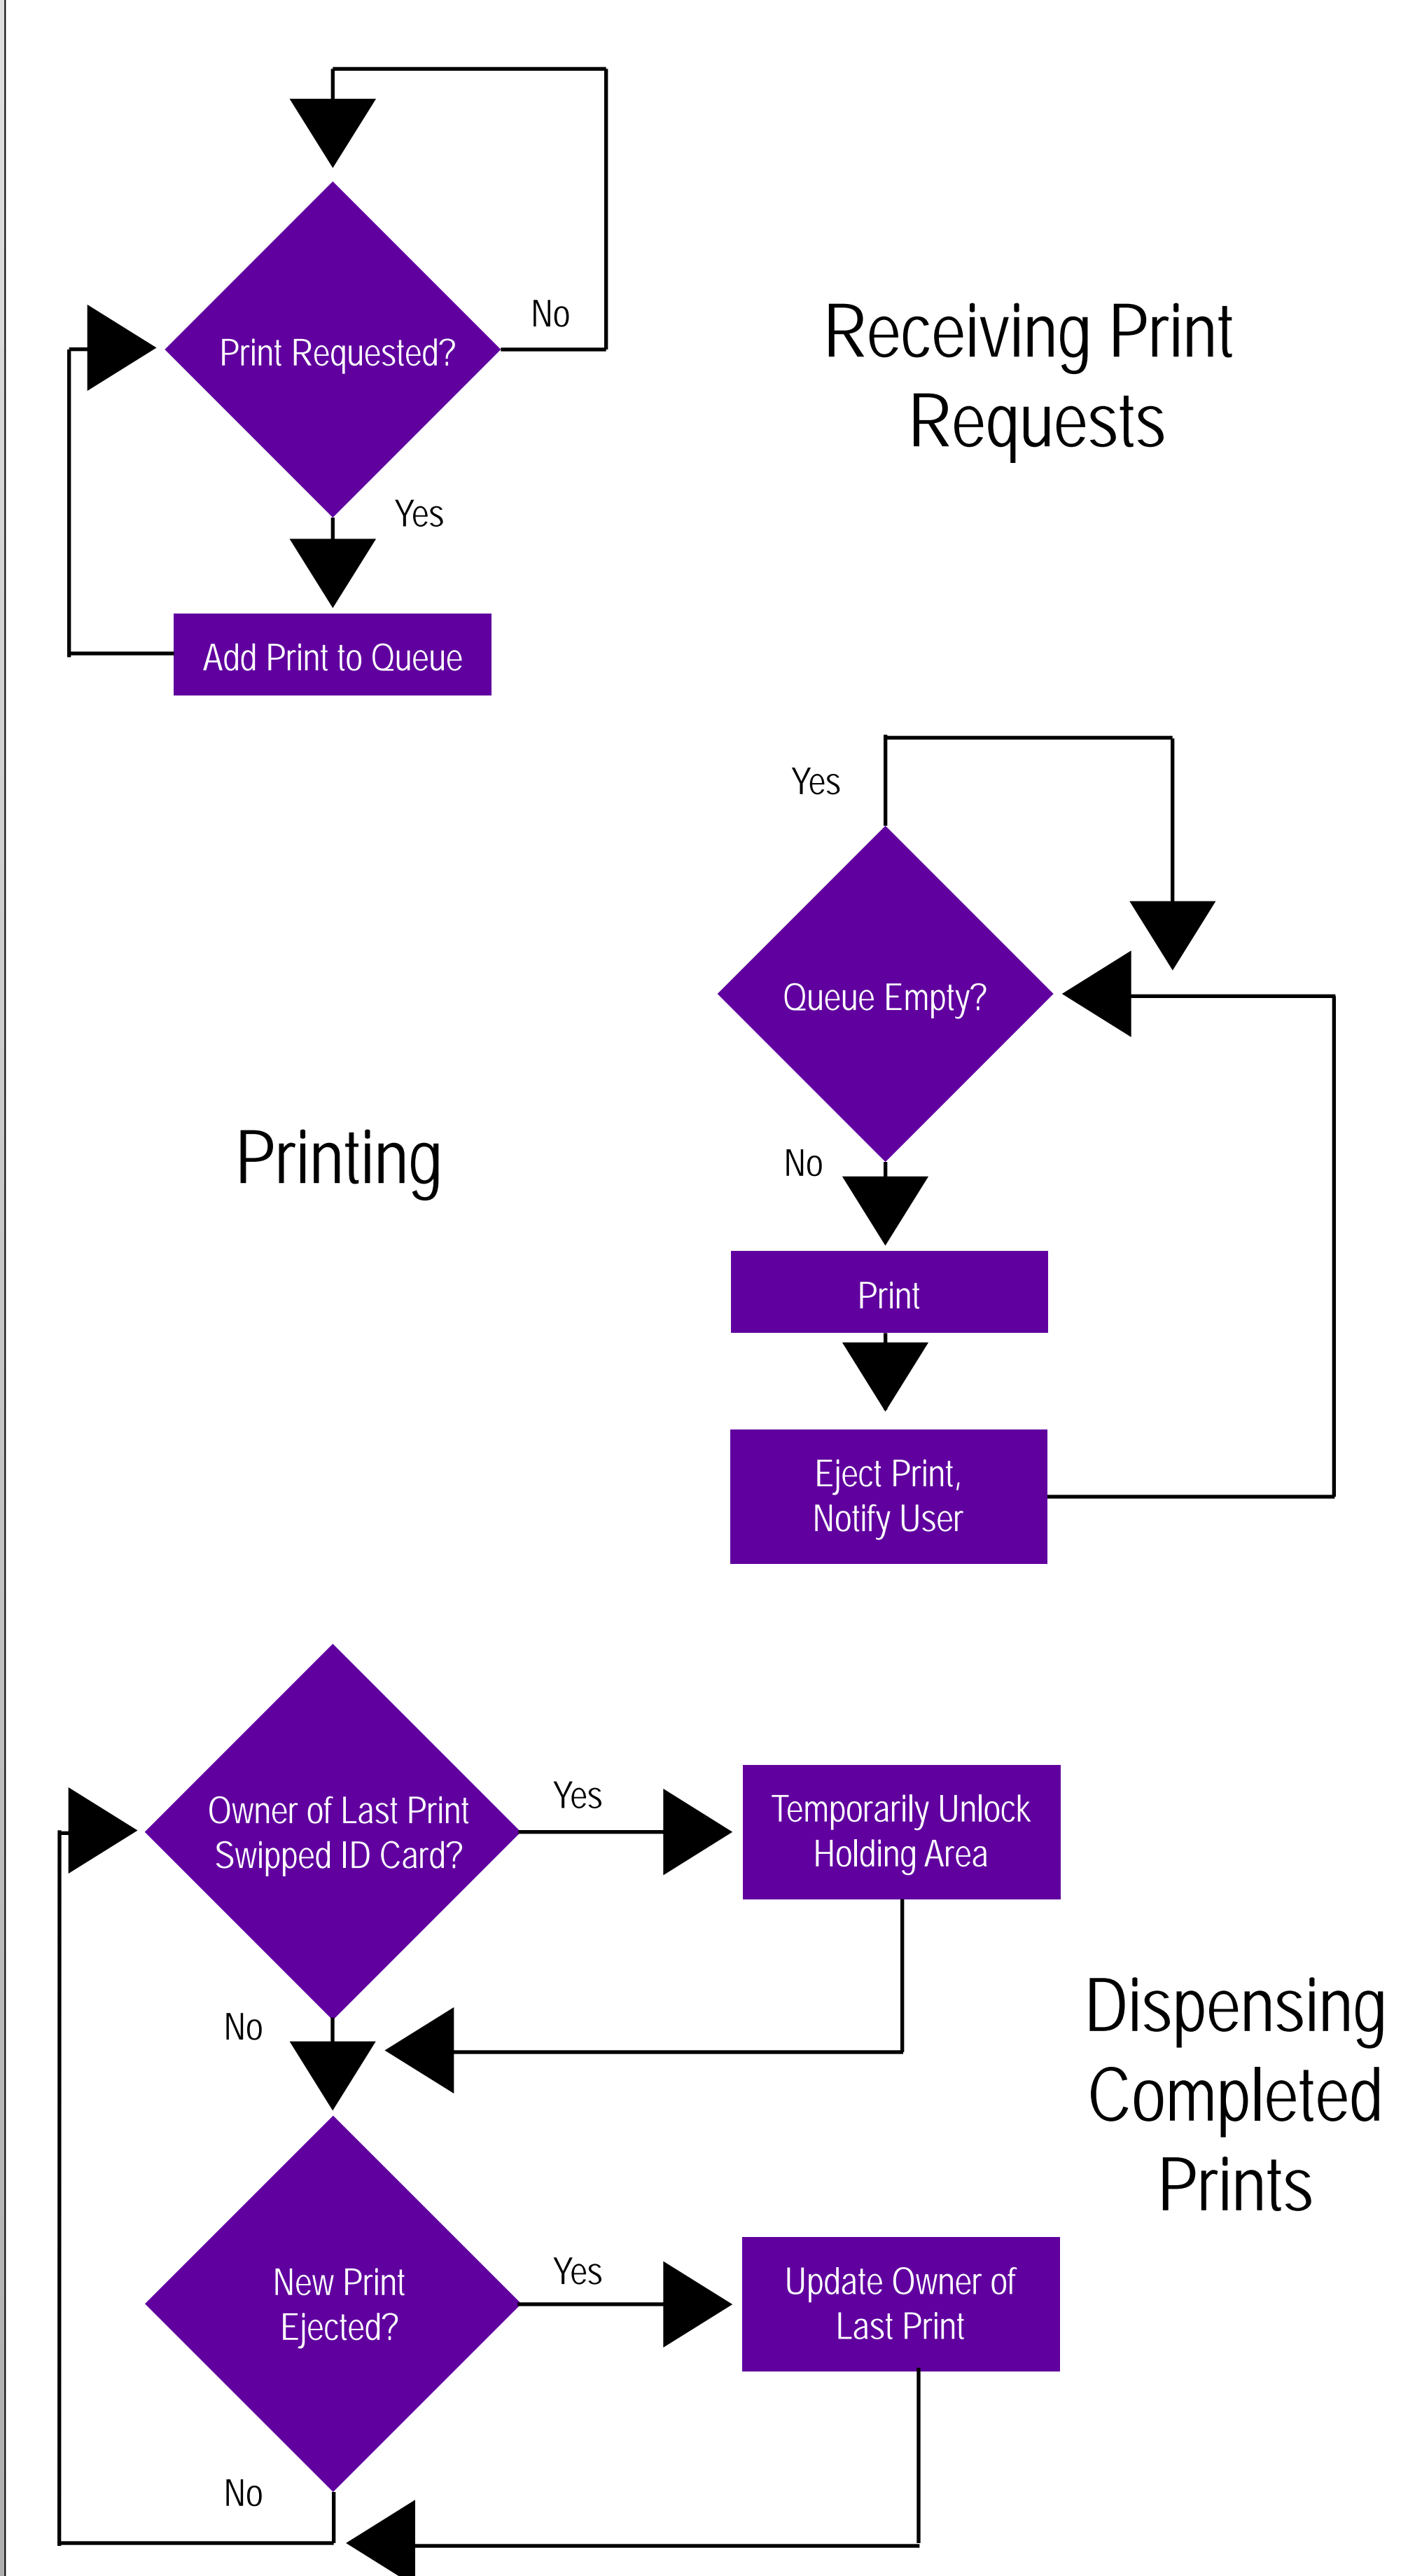 No
Print Requested?
Receiving Print
Requests
Yes
Add Print to Queue
Yes
Queue Empty?
Printing
No
Print
Eject Print,
Notify User
Owner of Last Print
Swipped ID Card?
Yes
Temporarily Unlock
Holding Area
No
Dispensing
Completed
Prints
New Print
Ejected?
Yes
Update Owner of
Last Print
No